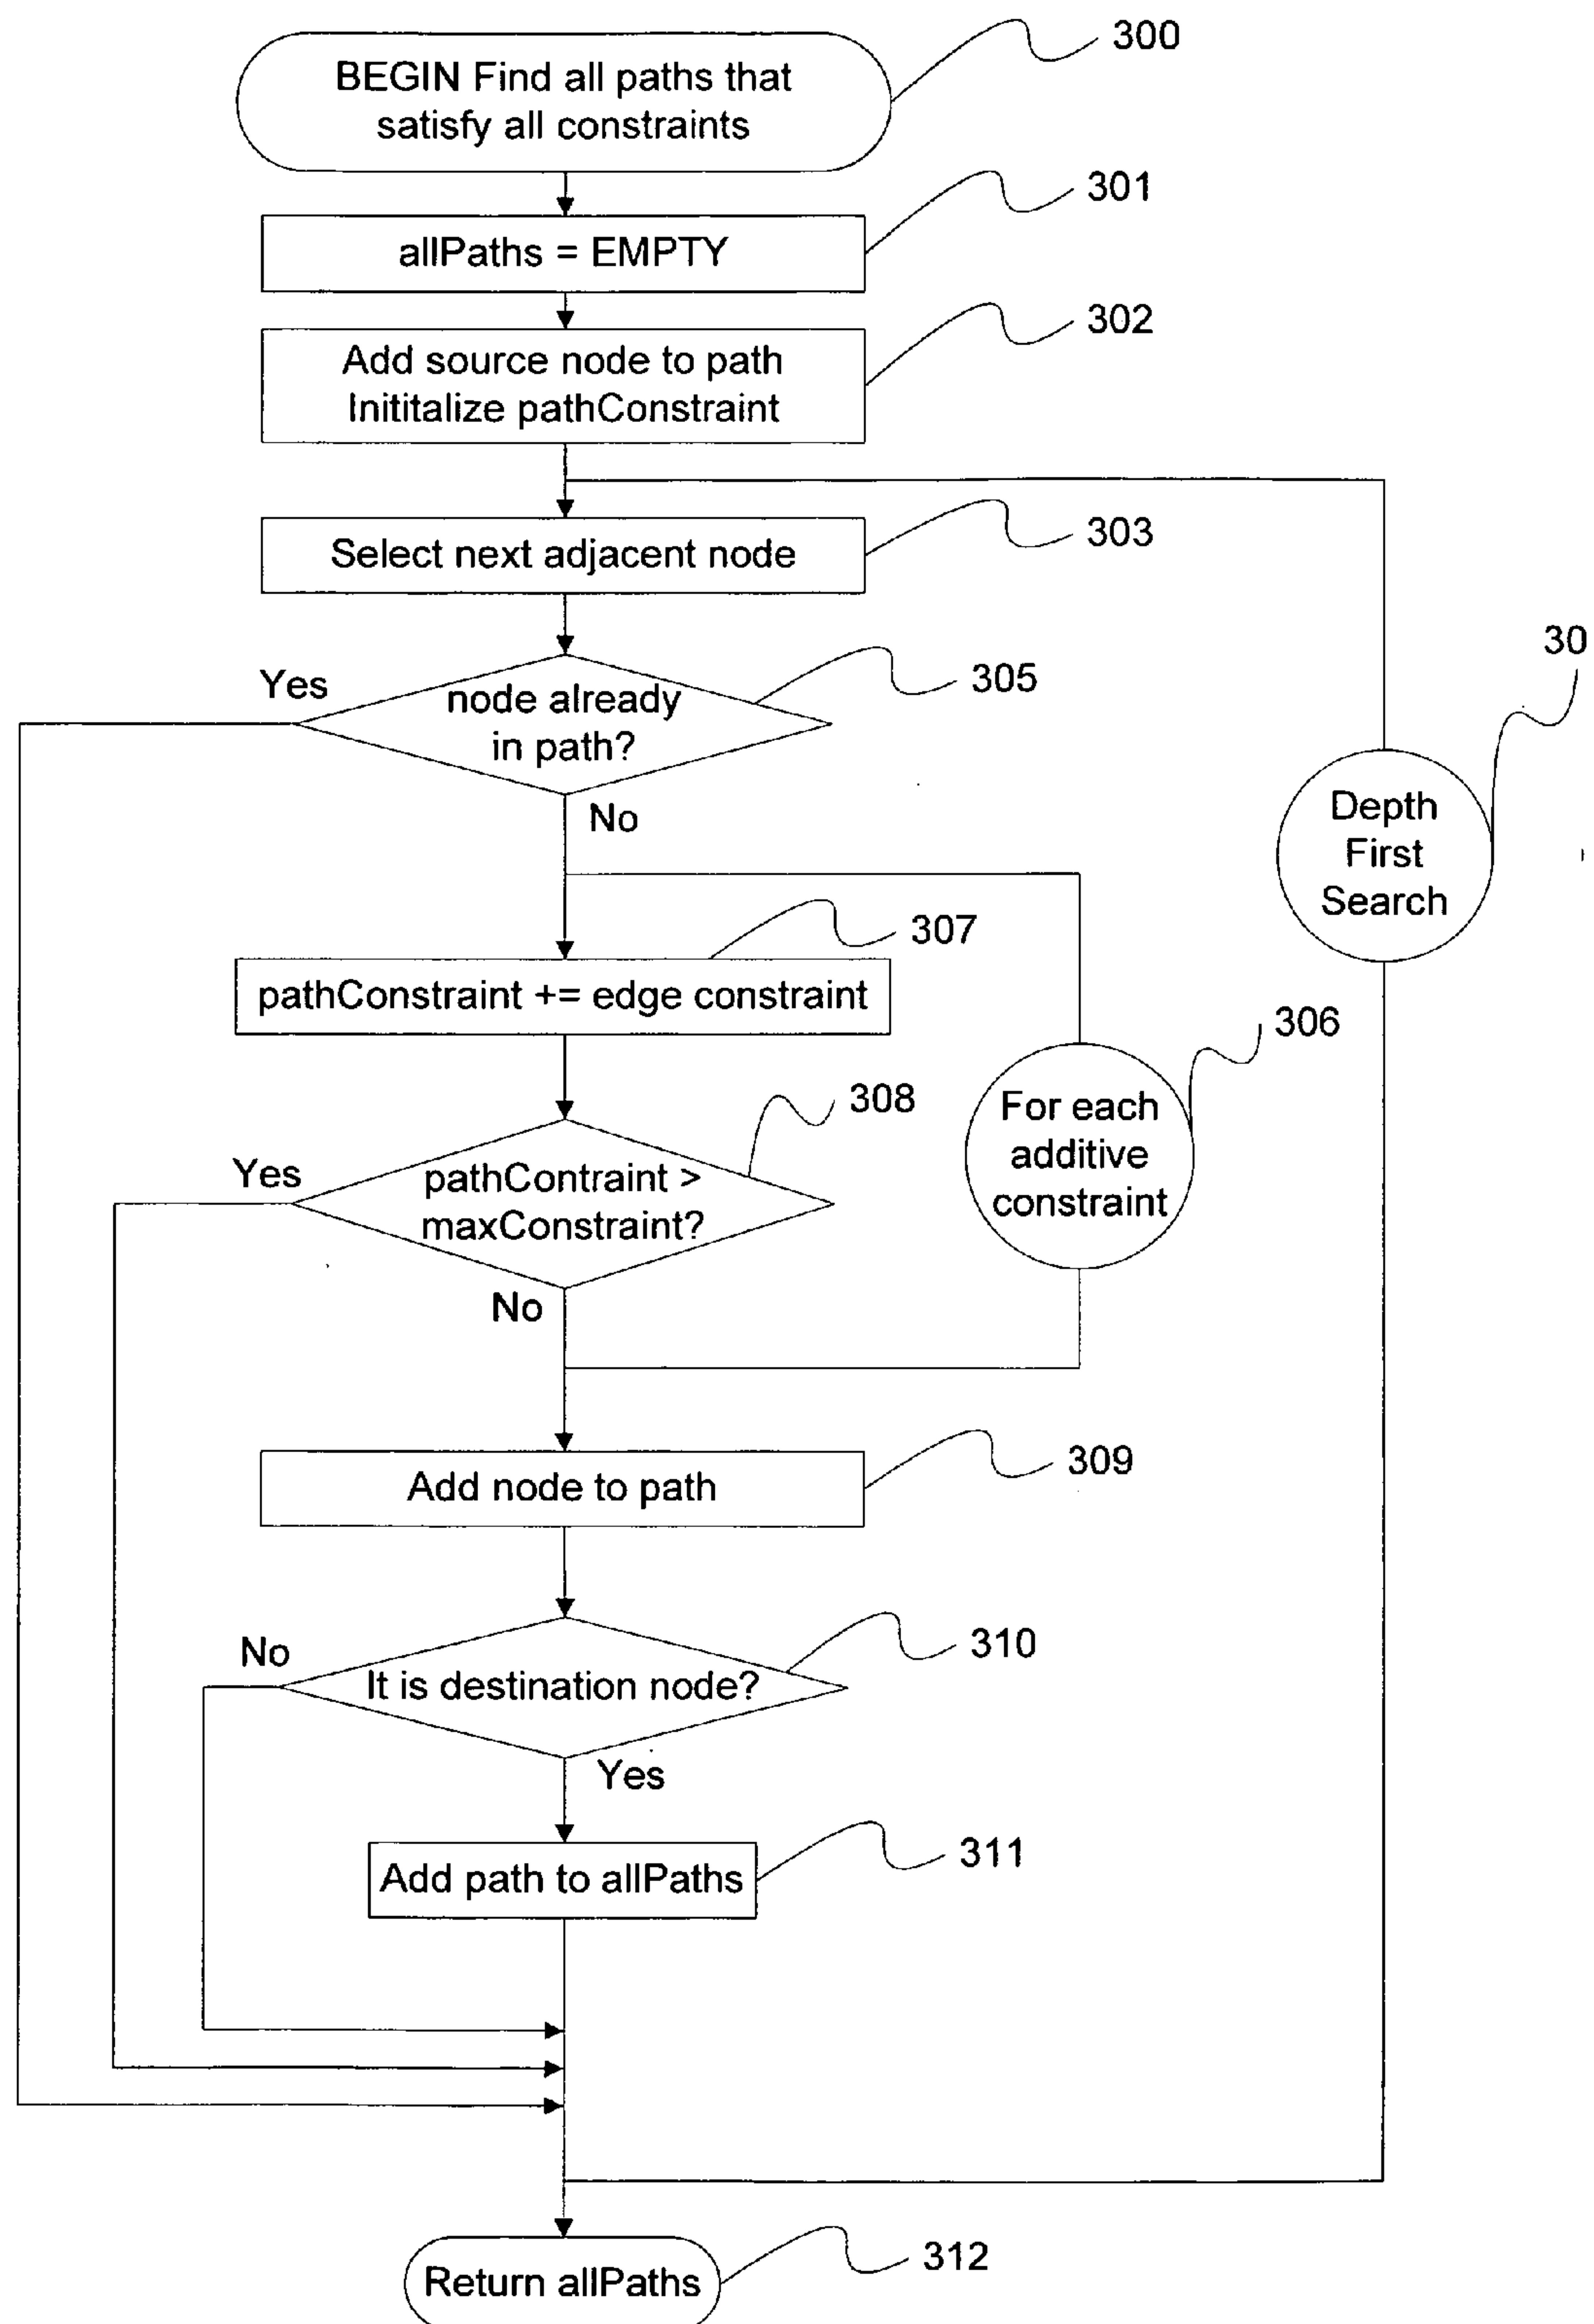 300
BEGIN Find all paths that
satisfy all constraints
301
allPaths = EMPTY
302
Add source node to path
Inititalize pathConstraint
303
Select next adjacent node
30
305
Yes
node already
in path?
No
Depth
First
Search
307
pathConstraint += edge constraint
306
For each
additive
constraint
308
Yes
pathContraint >
maxConstraint?
No
309
Add node to path
310
No
It is destination node?
Yes
311
Add path to allPaths
312
Return allPaths